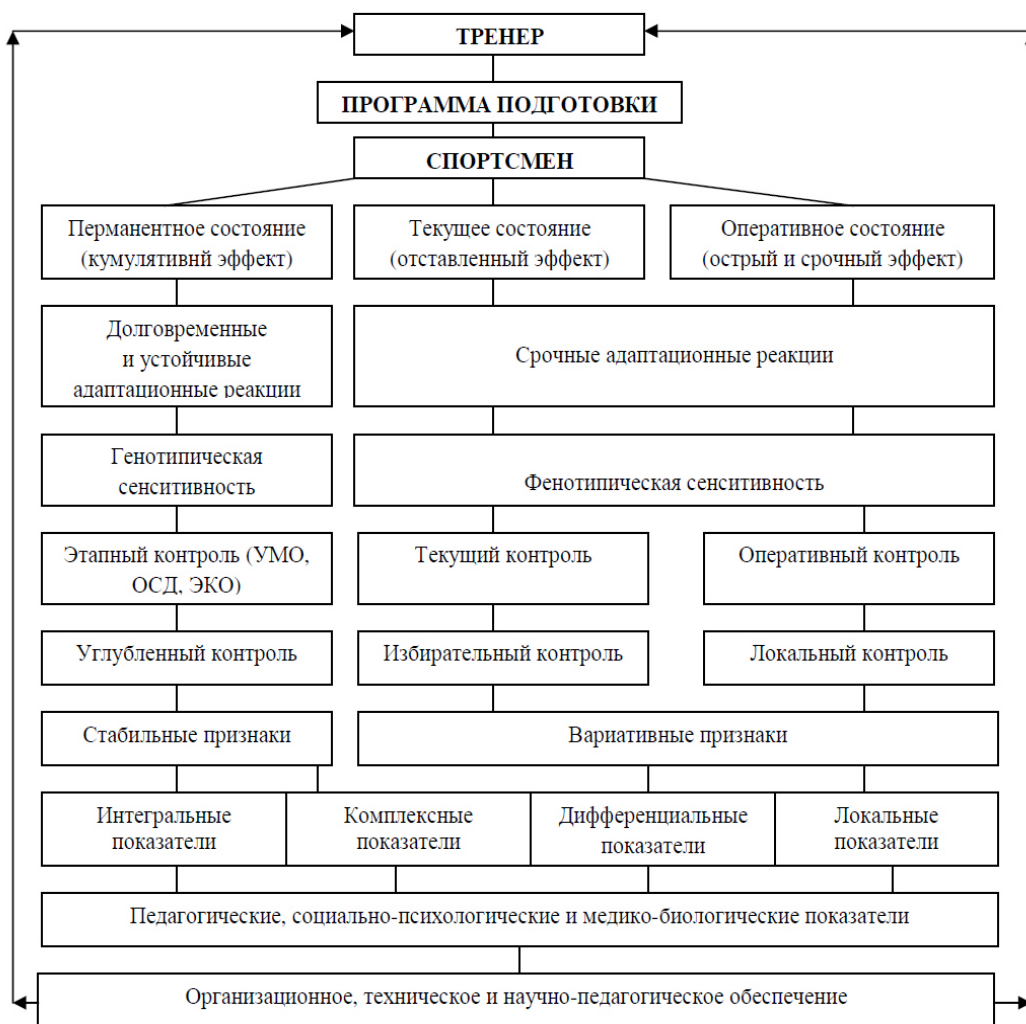 ТРЕНЕР
ПРОГРАММА ПОДГОТОВКИ
СПОРТСМЕН
Перманентное состояние
(кумулятивнй эффект)
Текущее состояние
(отставленный эффект)
Оперативное состояние
(острый и срочный эффект)
Долговременные
и устойчивые
адаптационные реакции
Срочные адаптационные реакции
Генотипическая
сенситивность
Фенотипическая сенситивность
Этапный контроль (УМО,
ОСД, ЭКО)
Текущий контроль
Оперативный контроль
Углубленный контроль
Избирательный контроль
Локальный контроль
Стабильные признаки
Вариативные признаки
Интегральные
показатели
Комплексные
показатели
Дифференциальные
показатели
Локальные
показатели
Педагогические, социально-психологические и медико-биологические показатели
Организационное, техническое и научно-педагогическое обеспечение